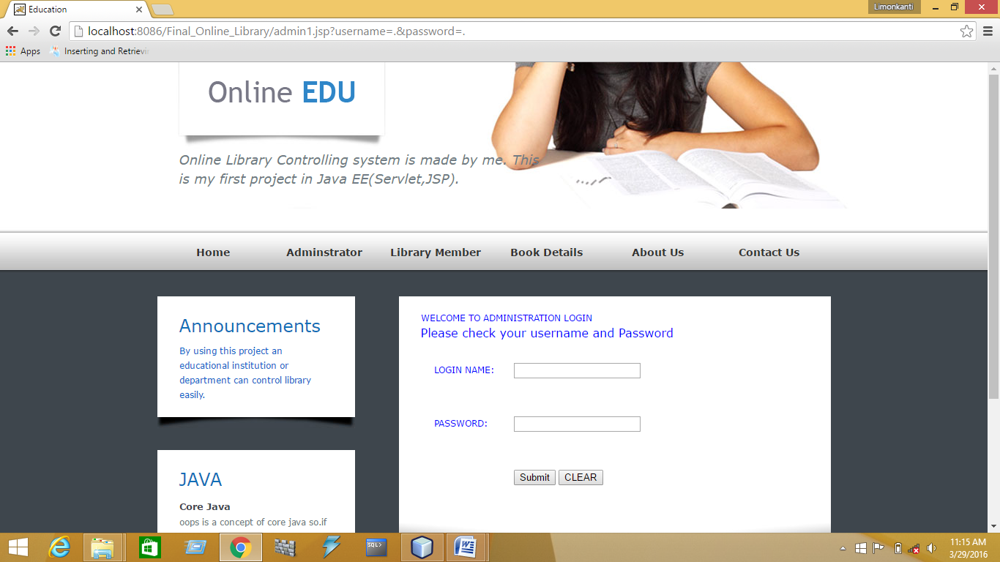 Education
Limonkanti
localhost:8086/Final_Online_Library/admin1.jsp?username=.&password=.
Apps
Inserting and Retrievin
Online EDU
Online Library Controlling system is made by me. This
is my first project in Java EE(Servlet,JSP).
Home
Adminstrator
Library Member
Book Details
About Us
Contact Us
Announcements
By using this project an
educational institution or
department can control library
easily.
JAVA
Core Java
oops is a concept of core java so.if
WELCOME TO ADMINISTRATION LOGIN
Please check your username and Password
LOGIN NAME:
PASSWORD:
Submit
CLEAR
SQL>
11:15 AM
3/29/2016